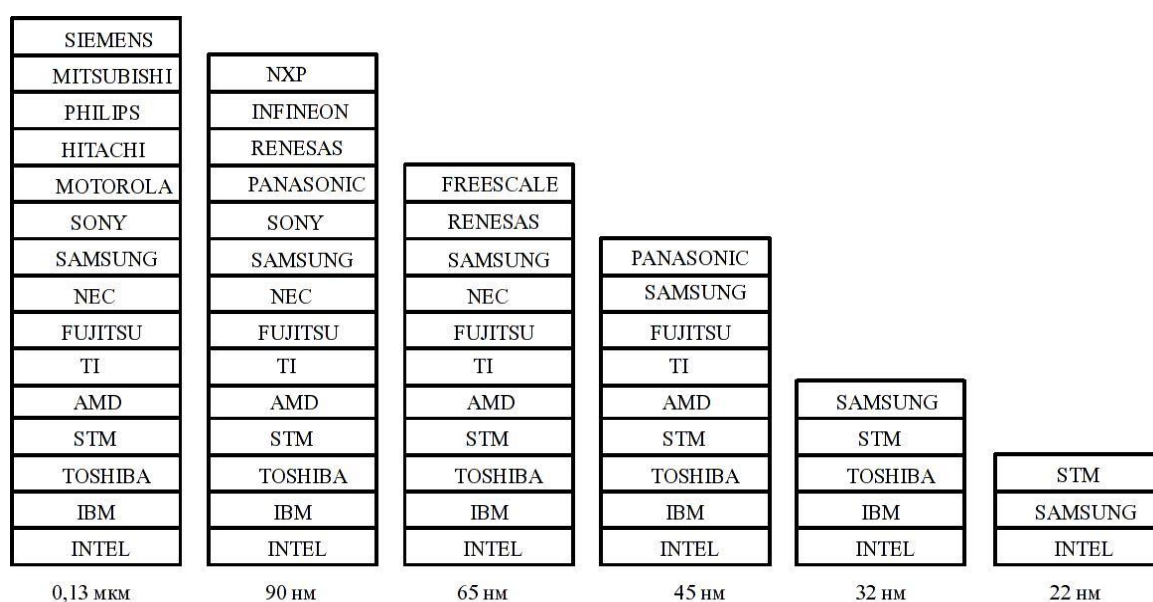 SIEMENS
MITSUBISHI
PHILIPS
HITACHI
MOTOROLA
SONY
SAMSUNG
NEC
FUJITSU
TI
AMD
STM
TOSHIBA
IBM
INTEL
0,13 мкм
NXP
INFINEON
RENESAS
PANASONIC
SONY
SAMSUNG
NEC
FUJITSU
TI
AMD
STM
TOSHIBA
IBM
INTEL
90 нм
FREESCALE
RENESAS
SAMSUNG
NEC
FUJITSU
TI
AMD
STM
TOSHIBA
IBM
INTEL
65 нм
PANASONIC
SAMSUNG
FUJITSU
TI
AMD
STM
TOSHIBA
IBM
INTEL
45 нм
SAMSUNG
STM
TOSHIBA
IBM
INTEL
32 нм
STM
SAMSUNG
INTEL
22 нм